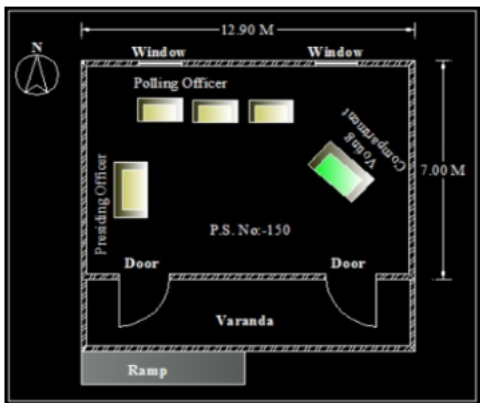 12.90 M
N
Window
Window
Polling Officer
Voting
Compartment
7.00 M
Presiding Officer
P.S. No:-150
Door
Door
Varanda
Ramp